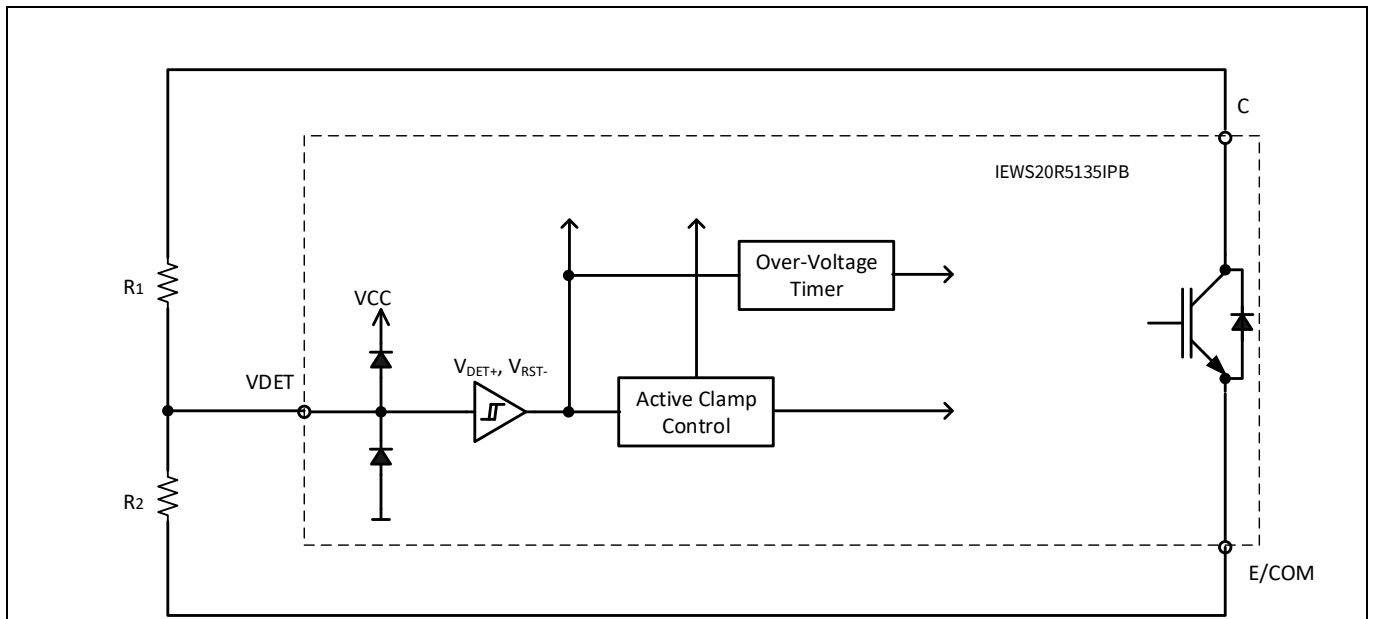 C
IEWS20R5135IPB
Over-Voltage
Timer
R1
VCC
VDET+, VRST-
VDET
Active Clamp
Control
R2
E/COM